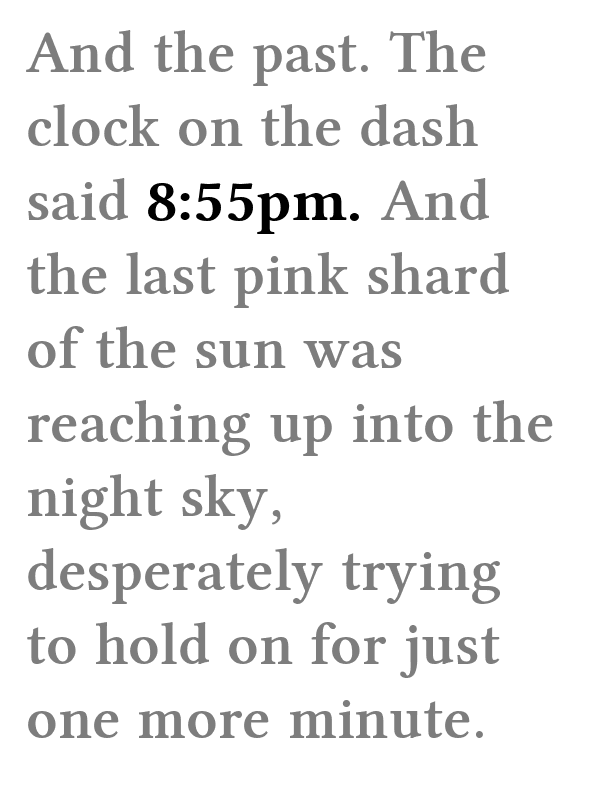 And the past. The
clock on the dash
said 8:55pm. And
the last pink shard
of the sun was
reaching up into the
night sky,
desperately trying
to hold on for just
one more minute.